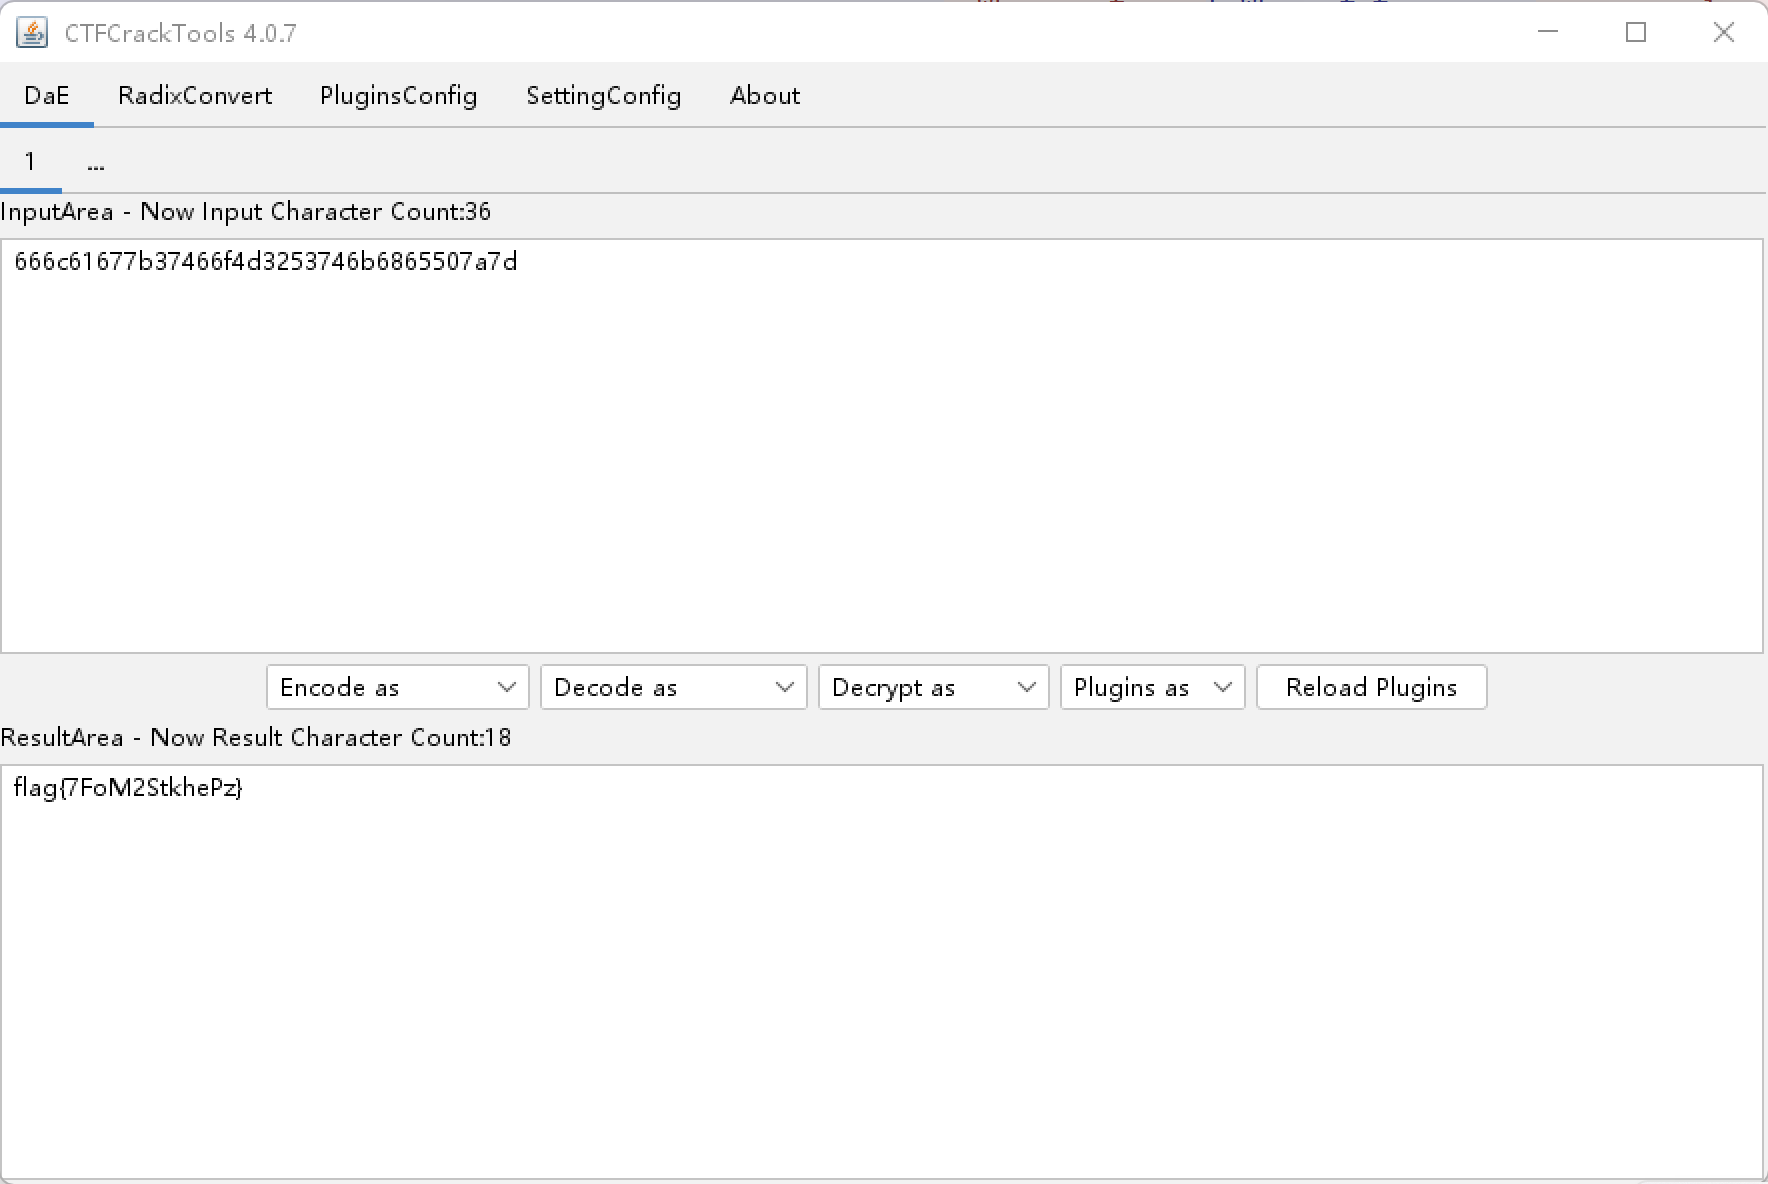 CTFCrackTools 4.0.7
DaE RadixConvert PluginsConfig SettingConfig About
1 ...
InputArea - Now Input Character Count:36
666c61677b37466f4d3253746b6865507a7d
Encode as Decode as Decrypt as Plugins as Reload Plugins
ResultArea - Now Result Character Count:18
flag{7FoM2StkhePz}